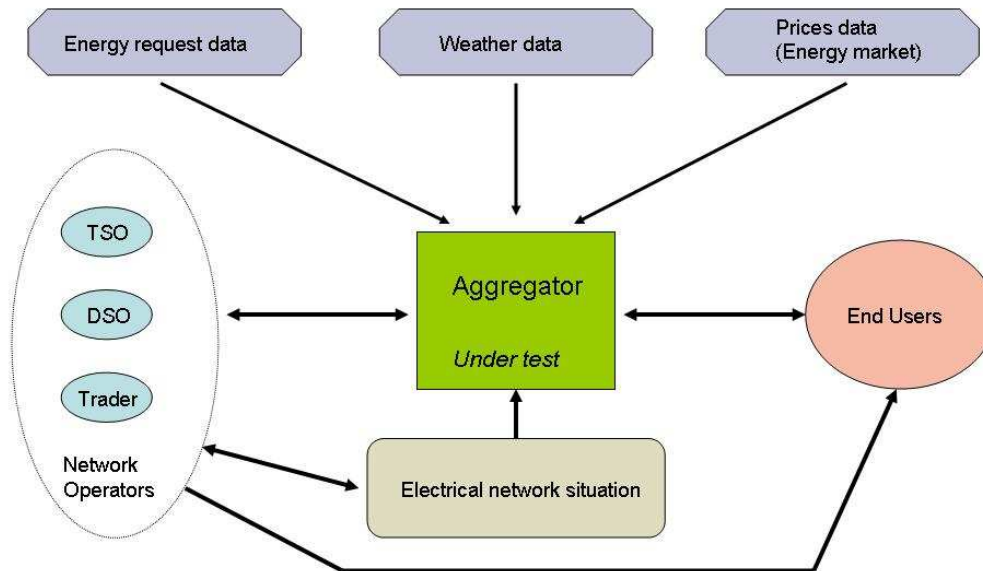 Energy request data
Weather data
Prices data
(Energy market)
TSO
DSO
Trader
Network
Operators
Aggregator
Under test
End Users
Electrical network situation